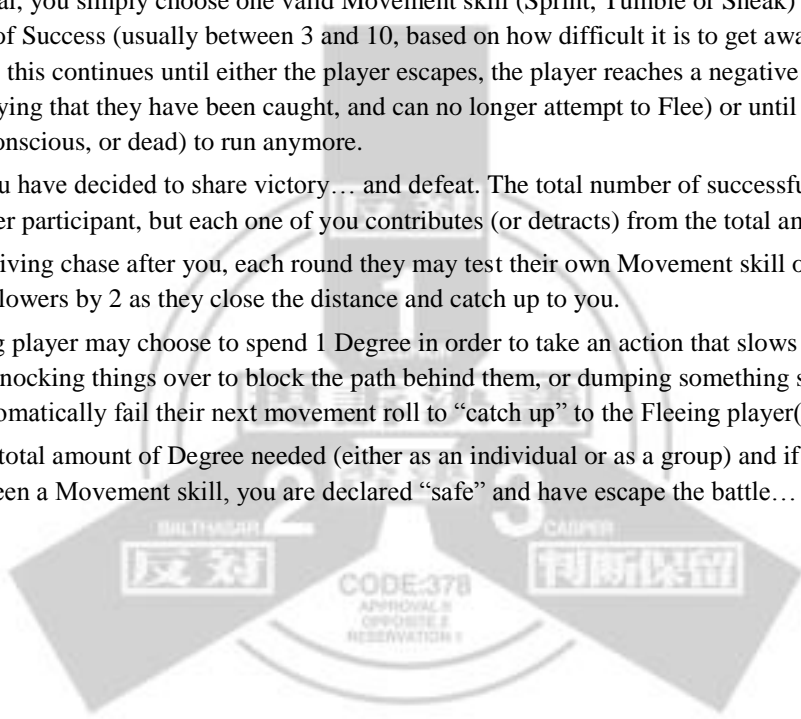 ar, you simply choose one valid Movement skill (Sprint, Tumble or Sneak)
of Success (usually between 3 and 10, based on how difficult it is to get awa
, this continues until either the player escapes, the player reaches a negative
ying that they have been caught, and can no longer attempt to Flee) or until
onscious, or dead) to run anymore.
u have decided to share victory… and defeat. The total number of successfu
er participant, but each one of you contributes (or detracts) from the total an
iving chase after you, each round they may test their own Movement skill o
lowers by 2 as they close the distance and catch up to you.
g player may choose to spend 1 Degree in order to take an action that slows
nocking things over to block the path behind them, or dumping something s
omatically fail their next movement roll to “catch up” to the Fleeing player(
total amount of Degree needed (either as an individual or as a group) and if
een a Movement skill, you are declared “safe” and have escape the battle…
反対
1
2 3
BALTHASAR CASPER
反対 判断保留
CODE:378
OPPOSITE:2
RESERVATION:1